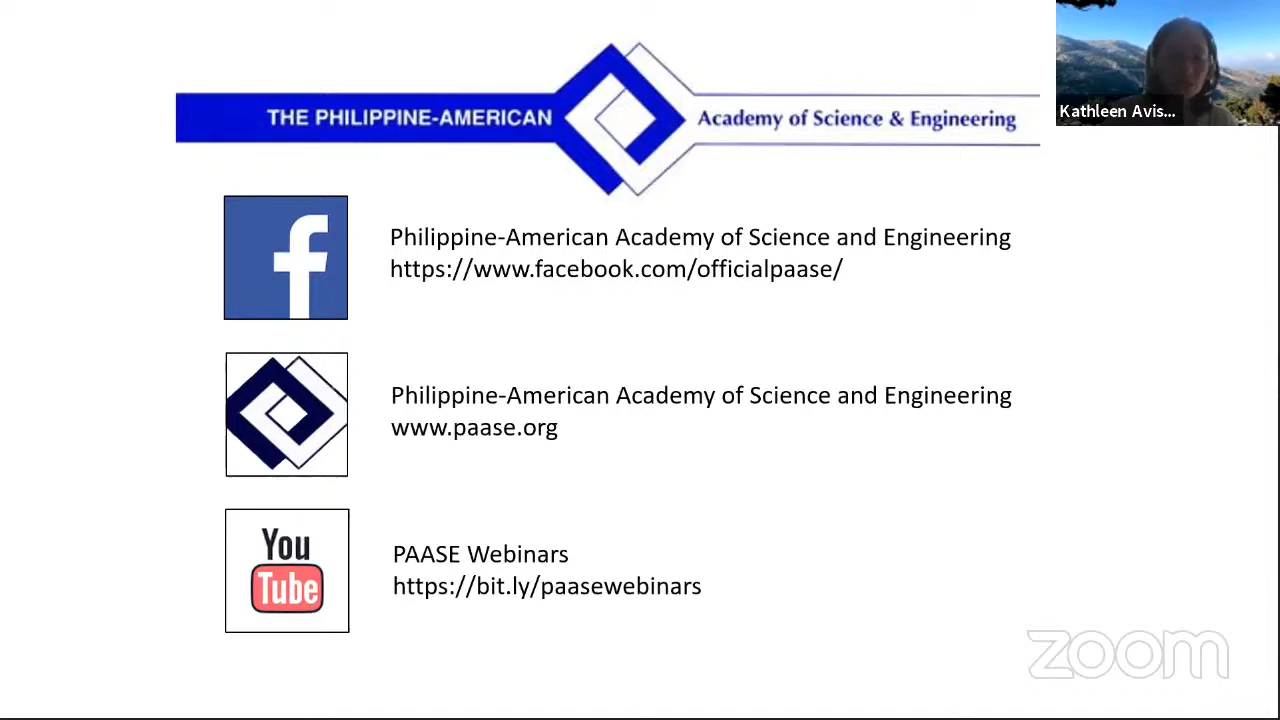 THE PHILIPPINE-AMERICAN Academy of Science & Engineering
Kathleen Avis...
f
Philippine-American Academy of Science and Engineering
https://www.facebook.com/officialpaase/
Philippine-American Academy of Science and Engineering
www.paase.org
You
Tube
PAASE Webinars
https://bit.ly/paasewebinars
zoom